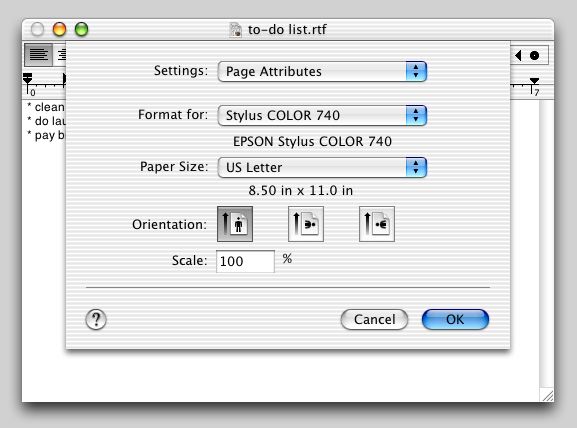 to-do list.rtf
Settings: Page Attributes
0 7
* clean
* do lau
* pay b
Format for: Stylus COLOR 740
EPSON Stylus COLOR 740
Paper Size: US Letter
8.50 in x 11.0 in
Orientation:
Scale: 100 %
? Cancel OK